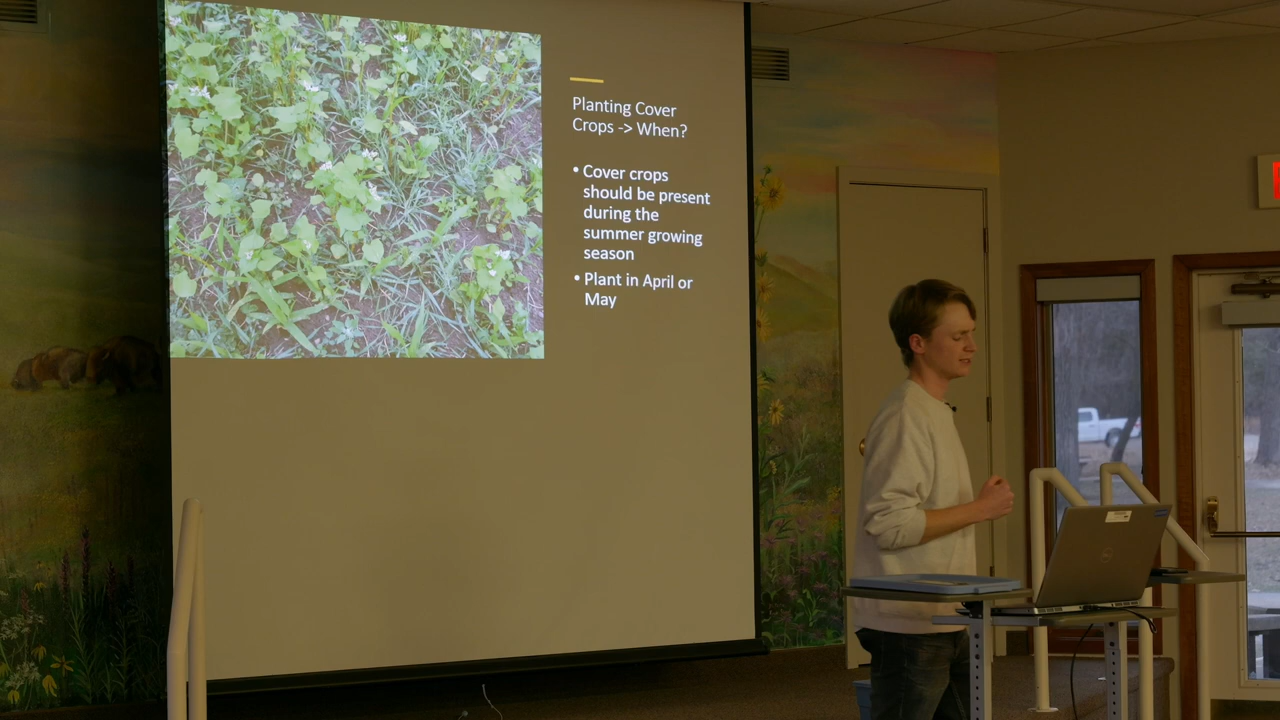 Planting Cover
Crops -> When?
• Cover crops
should be present
during the
summer growing
season
• Plant in April or
May